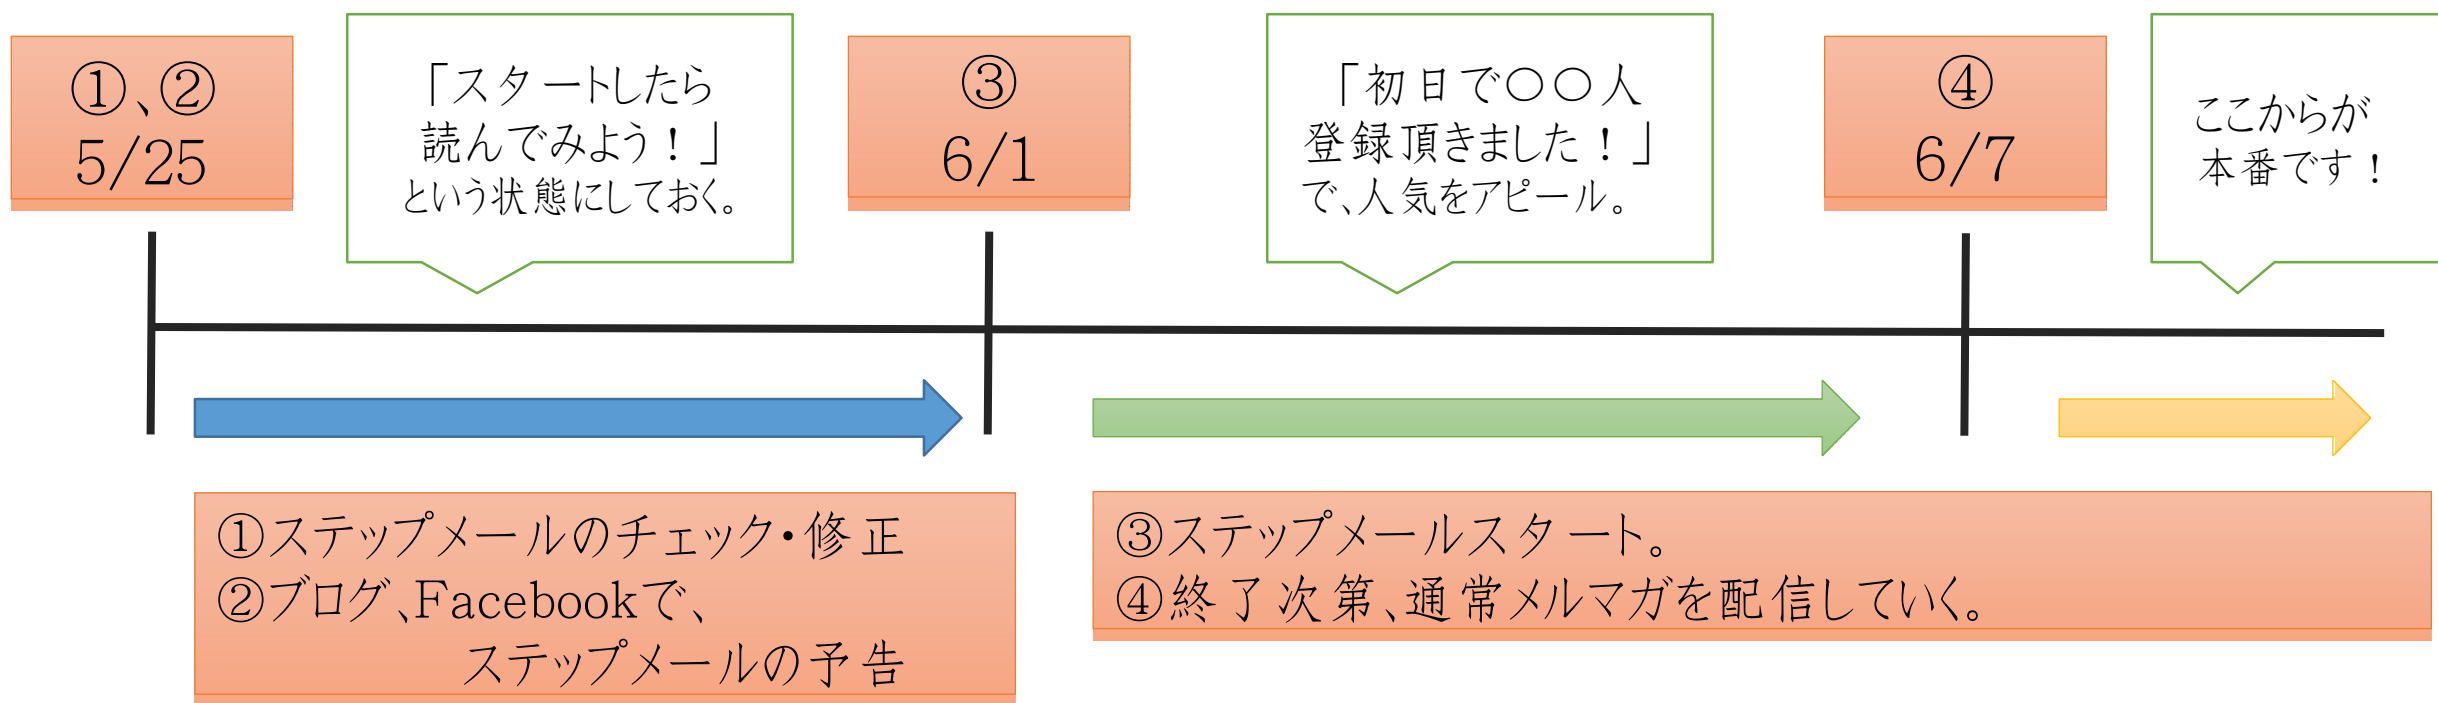 ①、②
5/25
「スタートしたら
読んでみよう！」
という状態にしておく。
③
6/1
「初日で〇〇人
登録頂きました！」
で、人気をアピール。
④
6/7
ここからが
本番です！
①ステップメールのチェック・修正
②ブログ、Facebookで、
ステップメールの予告
③ステップメールスタート。
④終了次第、通常メルマガを配信していく。